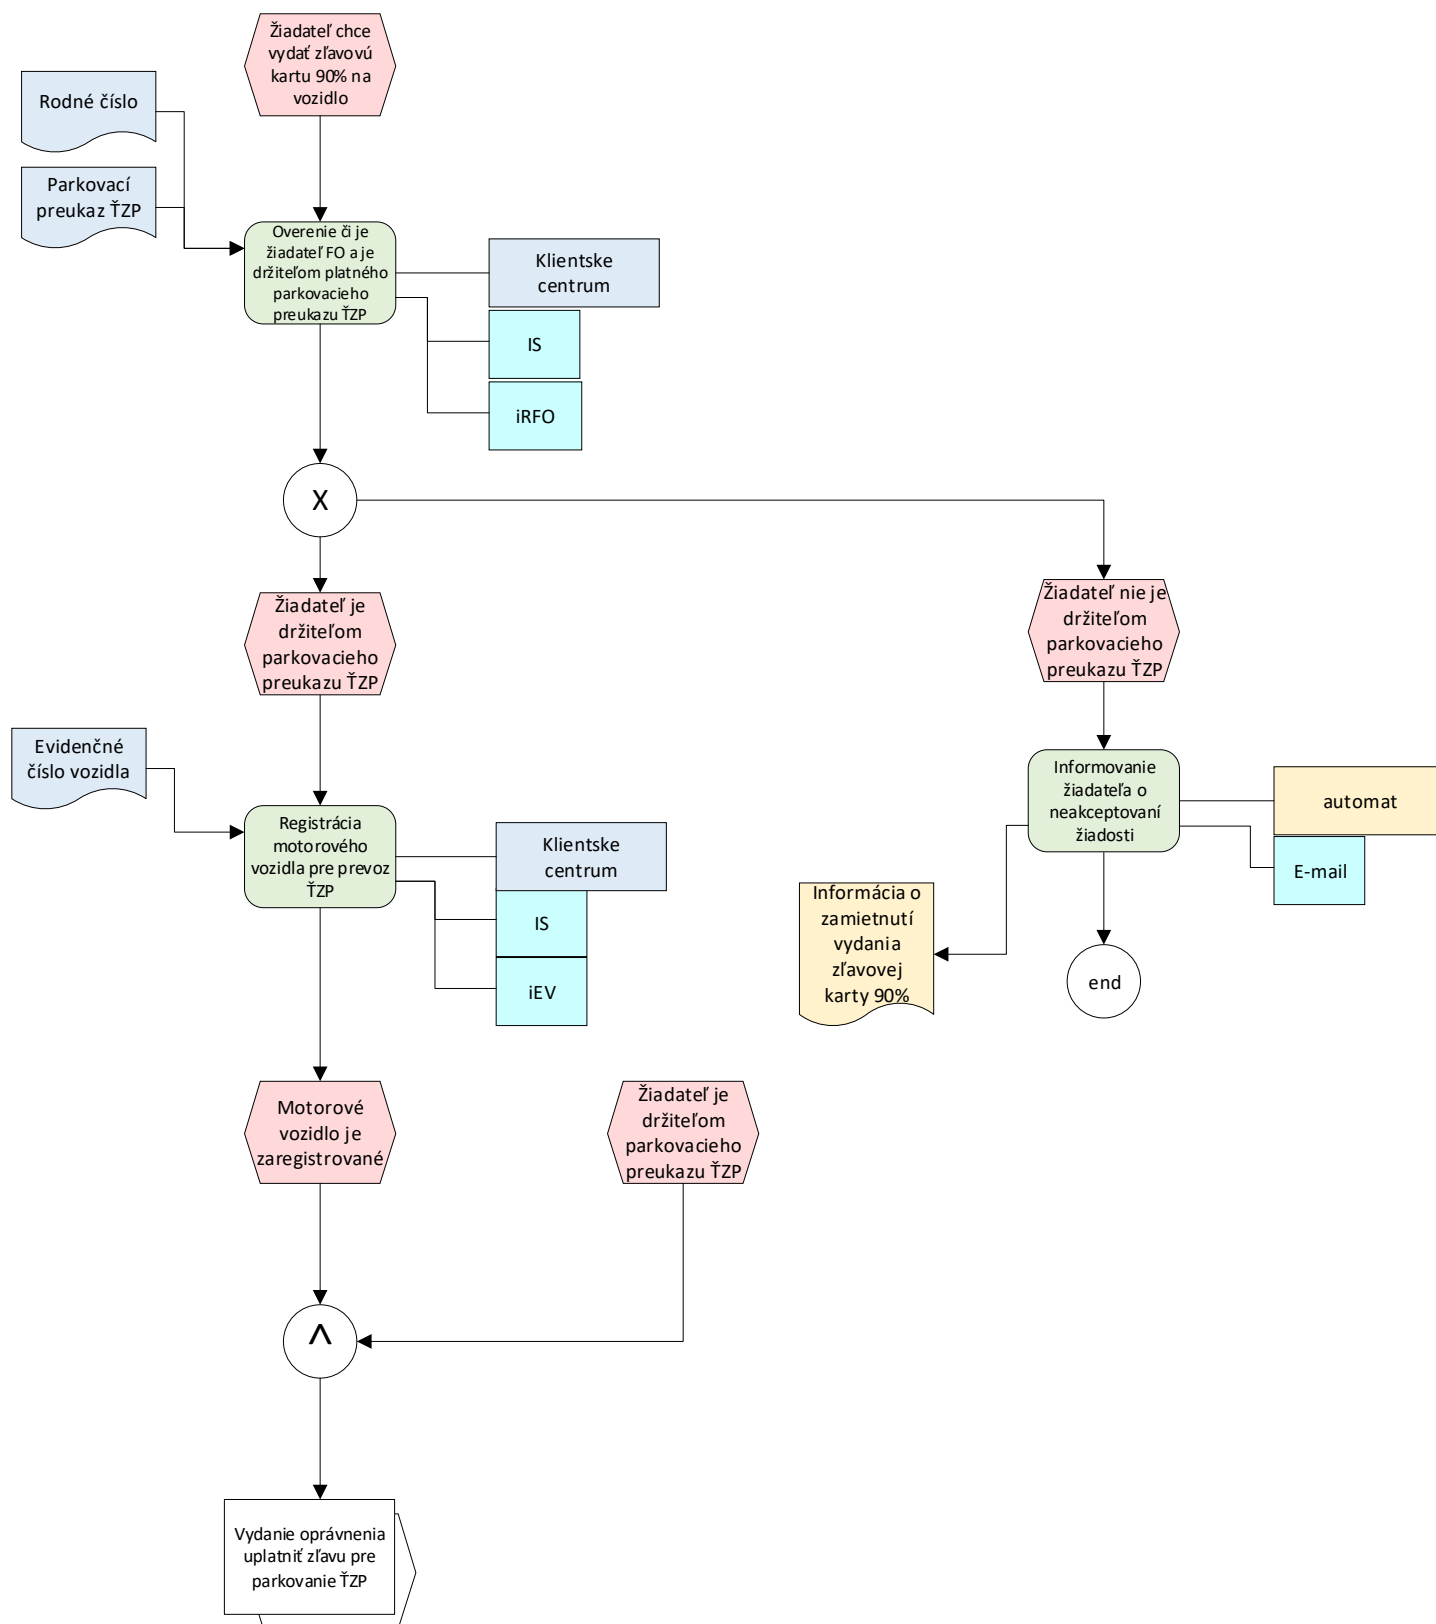 Žiadateľ chce
vydať zľavovú
kartu 90% na
vozidlo
Rodné číslo
Parkovací
preukaz ŤZP
Overenie či je
žiadateľ FO a je
držiteľom platného
parkovacieho
preukazu ŤZP
Klientske
centrum
IS
iRFO
X
Žiadateľ je
držiteľom
parkovacieho
preukazu ŤZP
Žiadateľ nie je
držiteľom
parkovacieho
preukazu ŤZP
Evidenčné
číslo vozidla
Registrácia
motorového
vozidla pre prevoz
ŤZP
Klientske
centrum
IS
iEV
Informovanie
žiadateľa o
neakceptovaní
žiadosti
automat
E-mail
Informácia o
zamietnutí
vydania
zľavovej
karty 90%
end
Motorové
vozidlo je
zaregistrované
Žiadateľ je
držiteľom
parkovacieho
preukazu ŤZP
^
Vydanie oprávnenia
uplatniť zľavu pre
parkovanie ŤZP